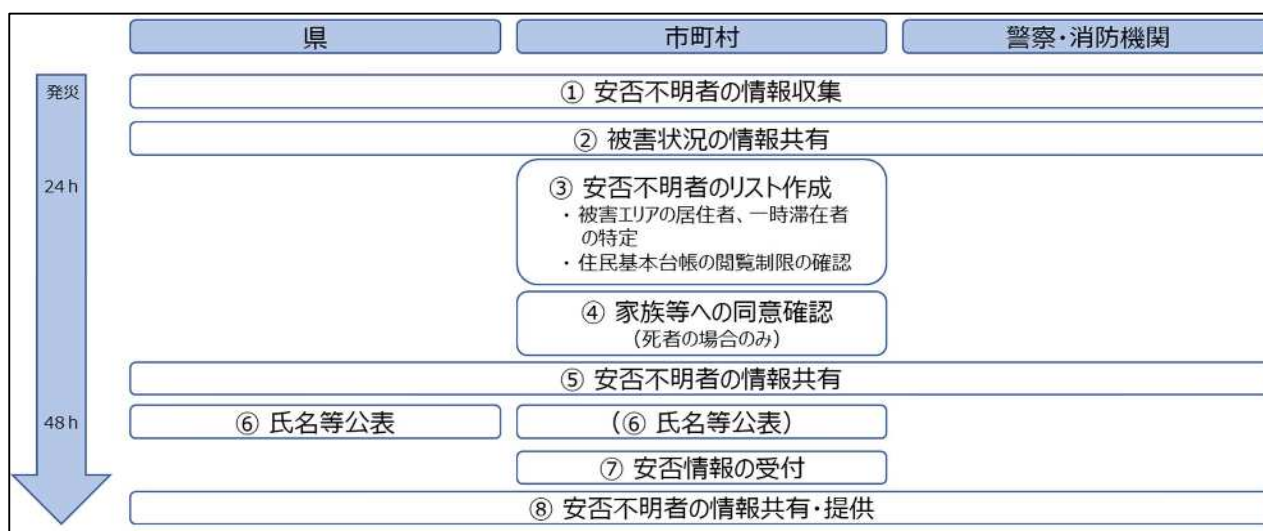 県 市町村 警察・消防機関
発災
① 安否不明者の情報収集
② 被害状況の情報共有
24h
③ 安否不明者のリスト作成
・被害エリアの居住者、一時滞在者
の特定
・住民基本台帳の閲覧制限の確認
④ 家族等への同意確認
（死者の場合のみ）
⑤ 安否不明者の情報共有
48h
⑥ 氏名等公表 （⑥ 氏名等公表）
⑦ 安否情報の受付
⑧ 安否不明者の情報共有・提供